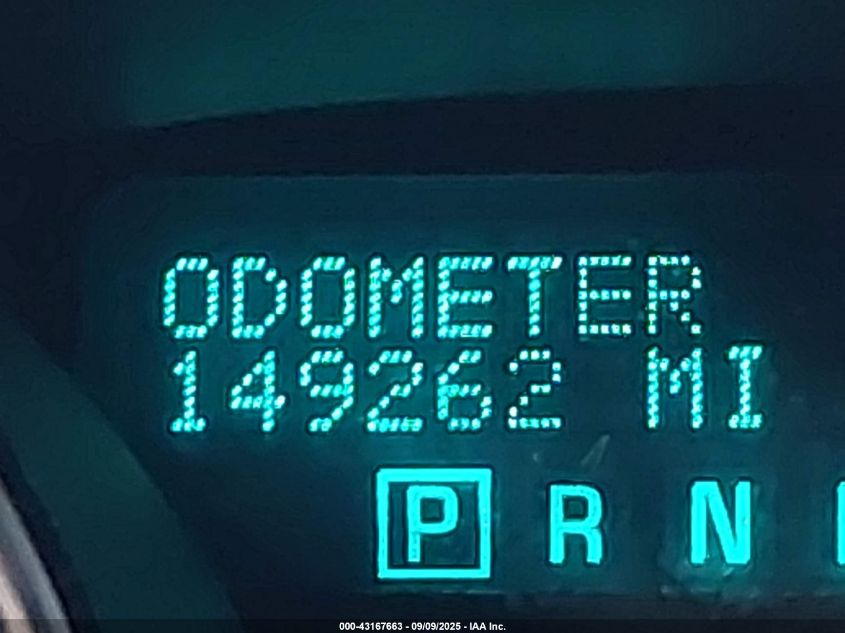 ODOMETER
149262 MI
P R N
000-43167663 - 09/09/2025 - IAA Inc.